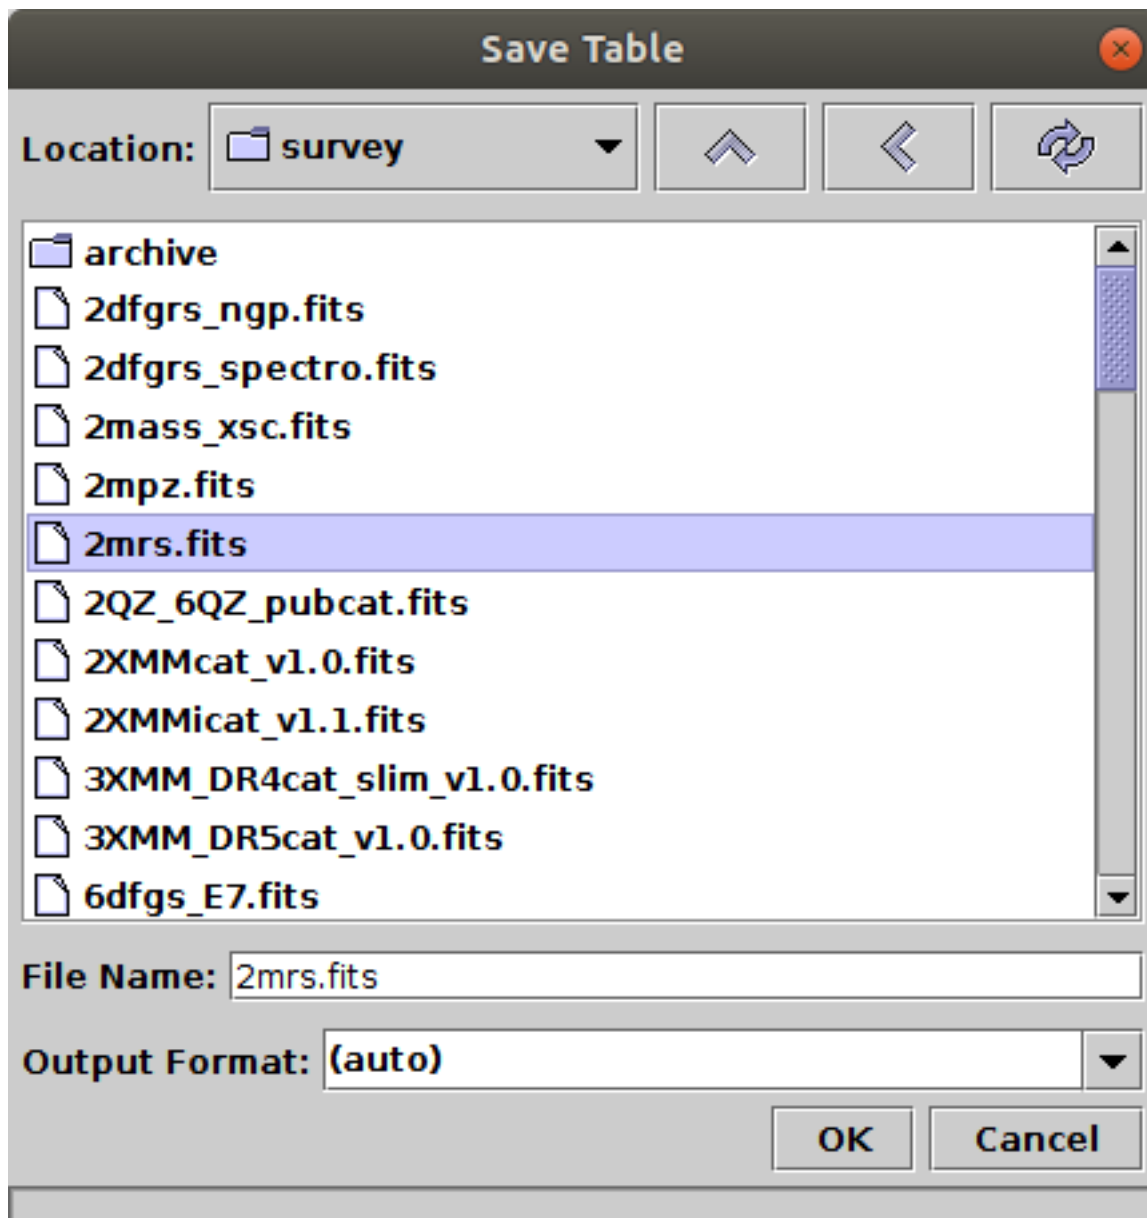 Save Table
Location: survey
archive
2dfgrs_ngp.fits
2dfgrs_spectro.fits
2mass_xsc.fits
2mpz.fits
2mrs.fits
2QZ_6QZ_pubcat.fits
2XMMcat_v1.0.fits
2XMMicat_v1.1.fits
3XMM_DR4cat_slim_v1.0.fits
3XMM_DR5cat_v1.0.fits
6dfgs_E7.fits
File Name: 2mrs.fits
Output Format: (auto)
OK Cancel